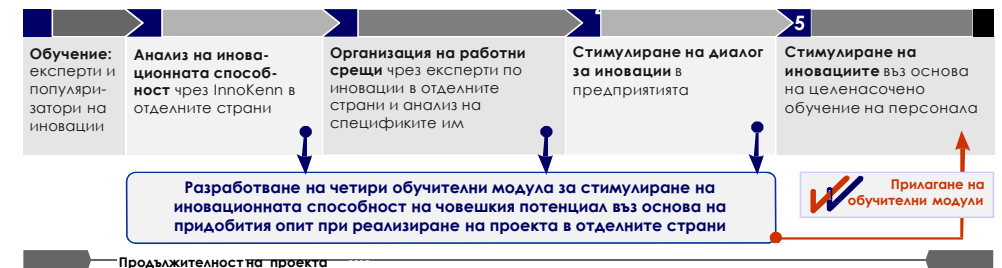 5
Обучение:
експерти и
популяри-
затори на
иновации
Анализ на инова-
ционната способ-
ност чрез InnoKenn в
отделните страни
Организация на работни
срещи чрез експерти по
иновации в отделните
страни и анализ на
спецификите им
Стимулиране на диалог
за иновации в
предприятията
Стимулиране на
иновациите въз основа
на целенасочено
обучение на персонала
Разработване на четири обучителни модула за стимулиране на
иновационната способност на човешкия потенциал въз основа на
придобития опит при реализиране на проекта в отделните страни
Прилагане на
обучителни модули
Продължителност на проекта